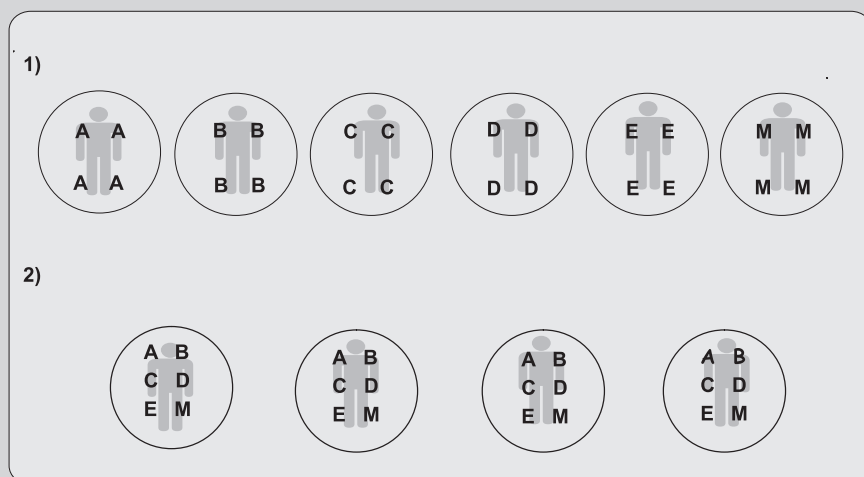 1)
A A B B C C D D E E M M
A A B B C C D D E E M M
2)
A B A B A B A B
C D C D C D C D
E M E M E M E M